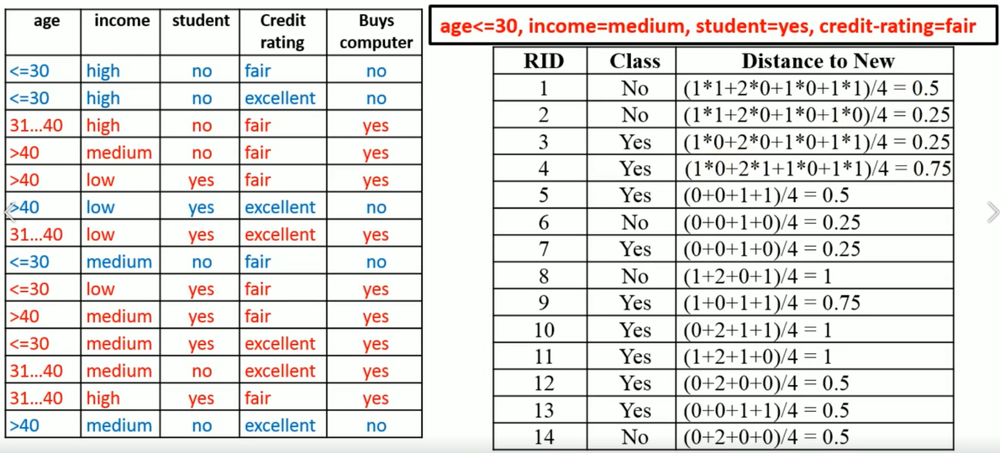 age income student Credit rating Buys computer
<=30 high no fair no
<=30 high no excellent no
31...40 high no fair yes
>40 medium no fair yes
>40 low yes fair yes
>40 low yes excellent no
31...40 low yes excellent yes
<=30 medium no fair no
<=30 low yes fair yes
>40 medium yes fair yes
<=30 medium yes excellent yes
31...40 medium no excellent yes
31...40 high yes fair yes
>40 medium no excellent no
age<=30, income=medium, student=yes, credit-rating=fair
RID Class Distance to New
1 No (1*1+2*0+1*0+1*1)/4 = 0.5
2 No (1*1+2*0+1*0+1*0)/4 = 0.25
3 Yes (1*0+2*0+1*0+1*1)/4 = 0.25
4 Yes (1*0+2*1+1*0+1*1)/4 = 0.75
5 Yes (0+0+1+1)/4 = 0.5
6 No (0+0+1+0)/4 = 0.25
7 Yes (0+0+1+0)/4 = 0.25
8 No (1+2+0+1)/4 = 1
9 Yes (1+0+1+1)/4 = 0.75
10 Yes (0+2+1+1)/4 = 1
11 Yes (1+2+1+0)/4 = 1
12 Yes (0+2+0+0)/4 = 0.5
13 Yes (0+0+1+1)/4 = 0.5
14 No (0+2+0+0)/4 = 0.5